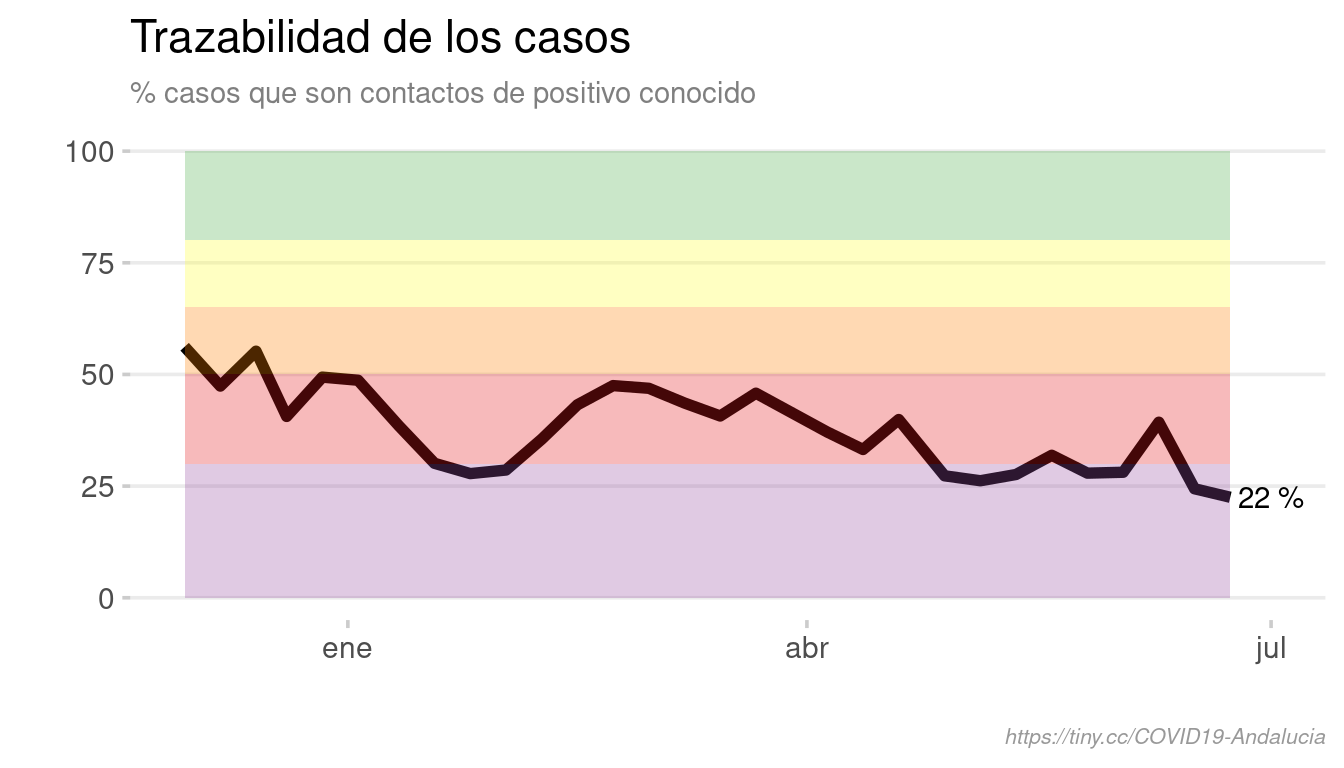 Trazabilidad de los casos
% casos que son contactos de positivo conocido
100
75
50
25
0
22 %
ene abr jul
https://tiny.cc/COVID19-Andalucia